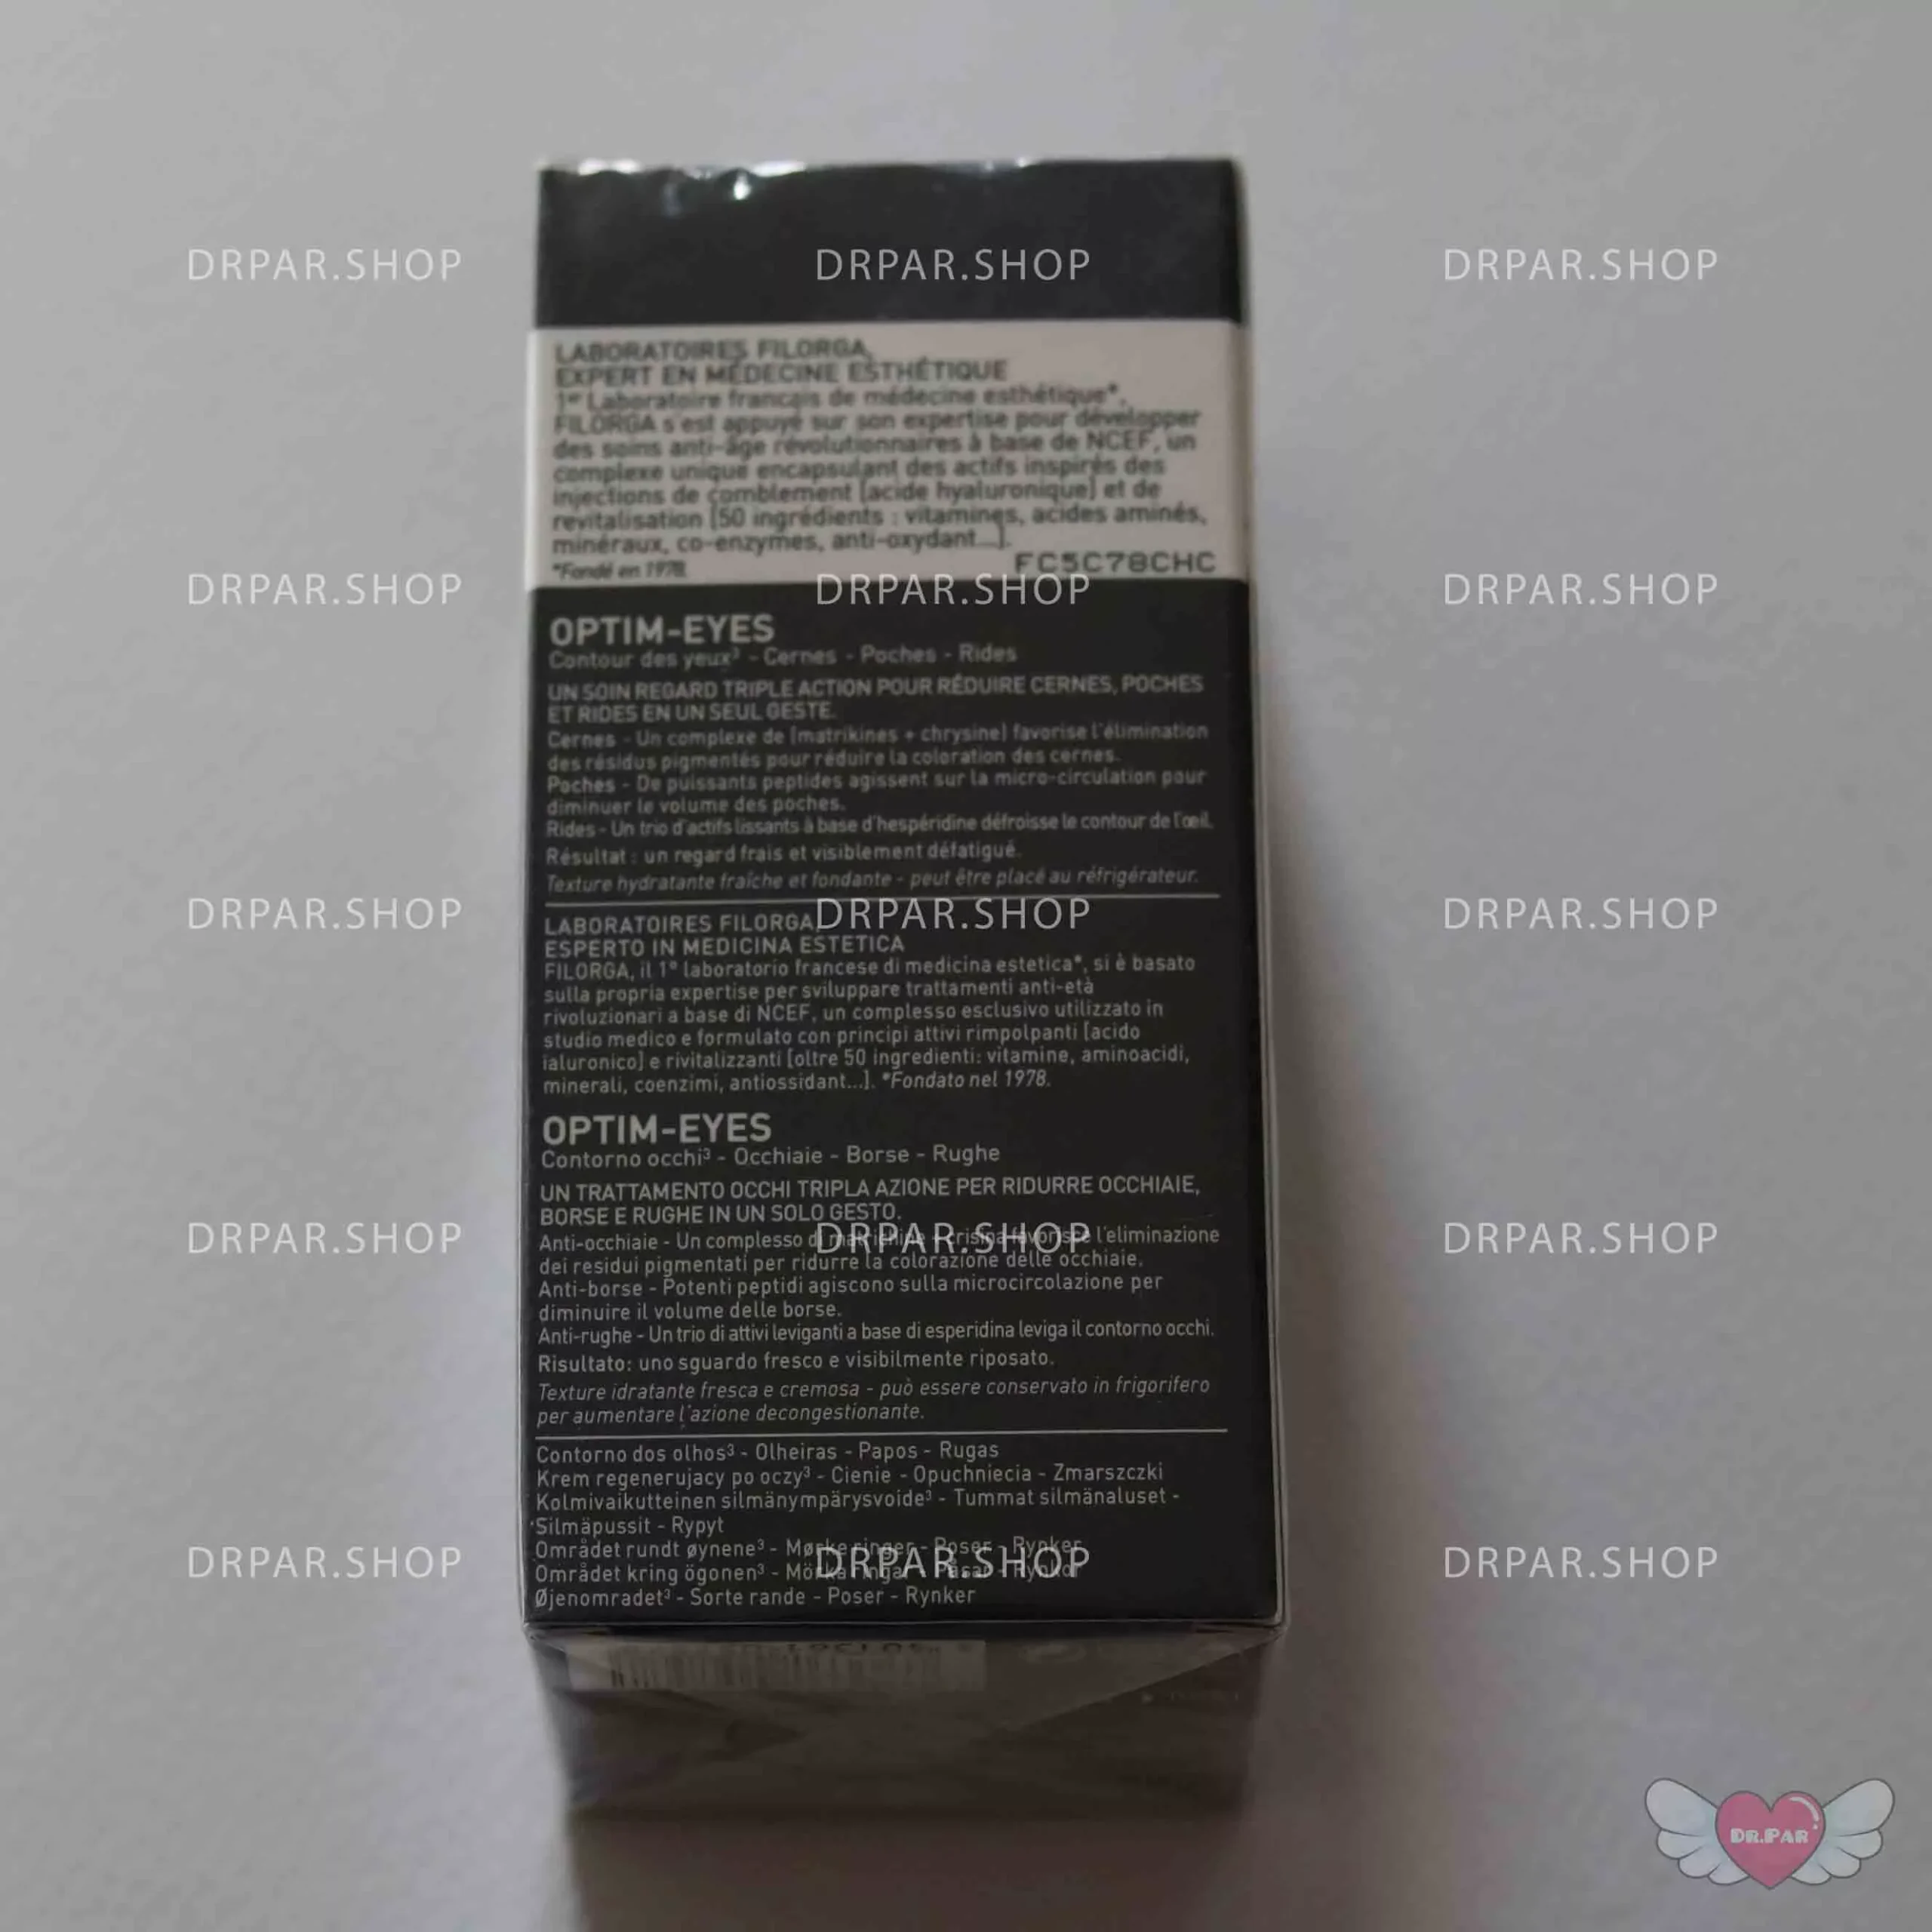 LABORATOIRES FILORGA,
EXPERT EN MÉDECINE ESTHÉTIQUE
1er Laboratoire français de médecine esthétique*,
FILORGA s'est appuyé sur son expertise pour développer
des soins anti-âge révolutionnaires à base de NCEF, un
complexe unique encapsulant des actifs inspirés des
injections de comblement [acide hyaluronique] et de
revitalisation [50 ingrédients : vitamines, acides aminés,
minéraux, co-enzymes, anti-oxydant...].
*Fondé en 1978.
FC5C78CHC
OPTIM-EYES
Contour des yeux³ - Cernes - Poches - Rides
UN SOIN REGARD TRIPLE ACTION POUR RÉDUIRE CERNES, POCHES
ET RIDES EN UN SEUL GESTE.
Cernes - Un complexe de [matrikines + chrysine] favorise l'élimination
des résidus pigmentés pour réduire la coloration des cernes.
Poches - De puissants peptides agissent sur la micro-circulation pour
diminuer le volume des poches.
Rides - Un trio d'actifs lissants à base d'hespéridine défroisse le contour de l'œil.
Résultat : un regard frais et visiblement défatigué.
Texture hydratante fraîche et fondante - peut être placé au réfrigérateur.
LABORATOIRES FILORGA,
ESPERTO IN MEDICINA ESTETICA
FILORGA, il 1° laboratorio francese di medicina estetica*, si è basato
sulla propria expertise per sviluppare trattamenti anti-età
rivoluzionari a base di NCEF, un complesso esclusivo utilizzato in
studio medico e formulato con principi attivi rimpolpanti [acido
ialuronico] e rivitalizzanti [oltre 50 ingredienti: vitamine, aminoacidi,
minerali, coenzimi, antiossidant...]. *Fondato nel 1978.
OPTIM-EYES
Contorno occhi³ - Occhiaie - Borse - Rughe
UN TRATTAMENTO OCCHI TRIPLA AZIONE PER RIDURRE OCCHIAIE,
BORSE E RUGHE IN UN SOLO GESTO.
Anti-occhiaie - Un complesso di favorisce l'eliminazione
dei residui pigmentati per ridurre la colorazione delle occhiaie.
Anti-borse - Potenti peptidi agiscono sulla microcircolazione per
diminuire il volume delle borse.
Anti-rughe - Un trio di attivi leviganti a base di esperidina leviga il contorno occhi.
Risultato: uno sguardo fresco e visibilmente riposato.
Texture idratante fresca e cremosa - può essere conservato in frigorifero
per aumentare l'azione decongestionante.
Contorno dos olhos³ - Olheiras - Papos - Rugas
Krem regenerujacy po oczy³ - Cienie - Opuchniecia - Zmarszczki
Kolmivaikutteinen silmänympärysvoide³ - Tummat silmänaluset -
Silmäpussit - Rypyt
Området rundt øynene³ - Mørke ringer - Poser - Rynker
Området kring ögonen³ - Mörka ringar - Påsar - Rynkor
Øjenomradet³ - Sorte rande - Poser - Rynker
DRPAR.SHOP DRPAR.SHOP DRPAR.SHOP
DRPAR.SHOP DRPAR.SHOP DRPAR.SHOP
DRPAR.SHOP DRPAR.SHOP DRPAR.SHOP
DRPAR.SHOP DRPAR.SHOP DRPAR.SHOP
DRPAR.SHOP DRPAR.SHOP DRPAR.SHOP
DR.PAR